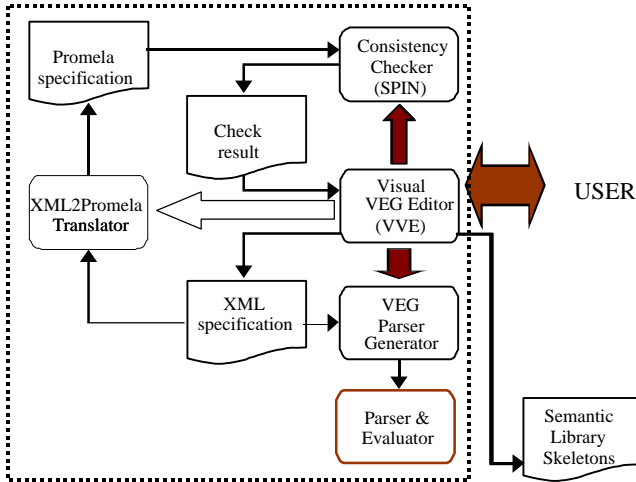 Promela
specification
Consistency
Checker
(SPIN)
Check
result
XML2Promela
Translator
Visual
VEG Editor
(VVE)
USER
XML
specification
VEG
Parser
Generator
Parser &
Evaluator
Semantic
Library
Skeletons